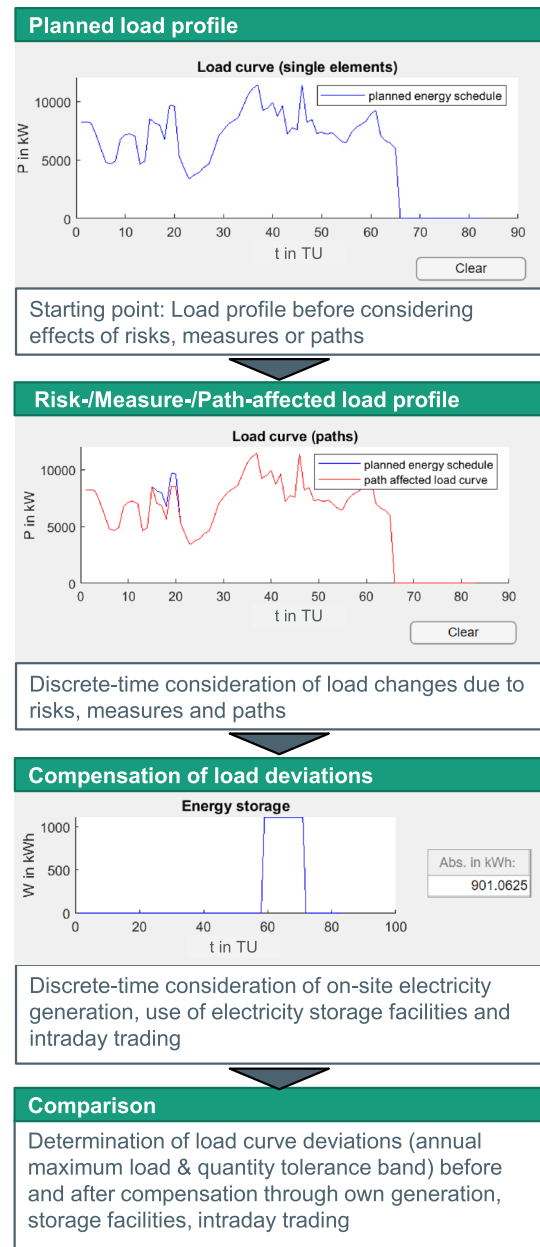 Planned load profile
Load curve (single elements)
planned energy schedule
P in kW
10000
5000
0
0 10 20 30 40 50 60 70 80 90
t in TU
Clear
Starting point: Load profile before considering
effects of risks, measures or paths
Risk-/Measure-/Path-affected load profile
Load curve (paths)
planned energy schedule
path affected load curve
P in kW
10000
5000
0
0 10 20 30 40 50 60 70 80 90
t in TU
Clear
Discrete-time consideration of load changes due to
risks, measures and paths
Compensation of load deviations
Energy storage
W in kWh
1000
500
0
0 20 40 60 80 100
t in TU
Abs. in kWh:
901.0625
Discrete-time consideration of on-site electricity
generation, use of electricity storage facilities and
intraday trading
Comparison
Determination of load curve deviations (annual
maximum load & quantity tolerance band) before
and after compensation through own generation,
storage facilities, intraday trading